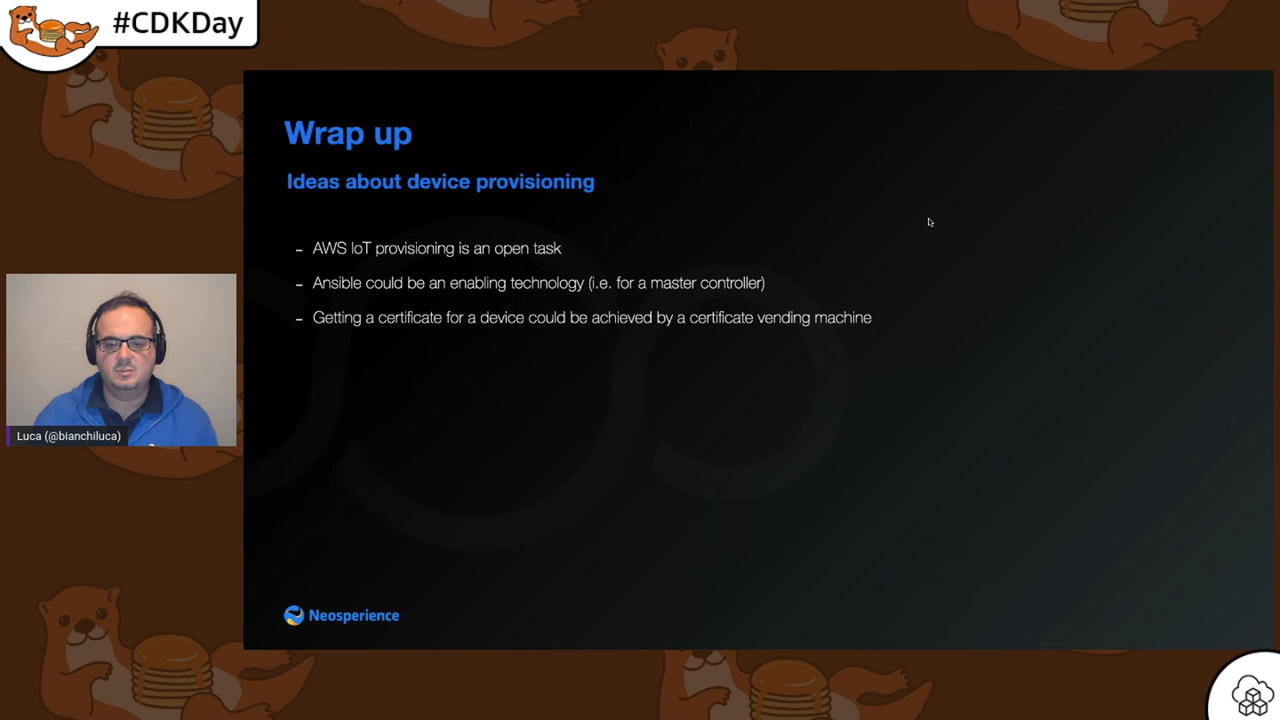 #CDKDay
Wrap up
Ideas about device provisioning
- AWS IoT provisioning is an open task
- Ansible could be an enabling technology (i.e. for a master controller)
- Getting a certificate for a device could be achieved by a certificate vending machine
Luca (@bianchiluca)
Neosperience